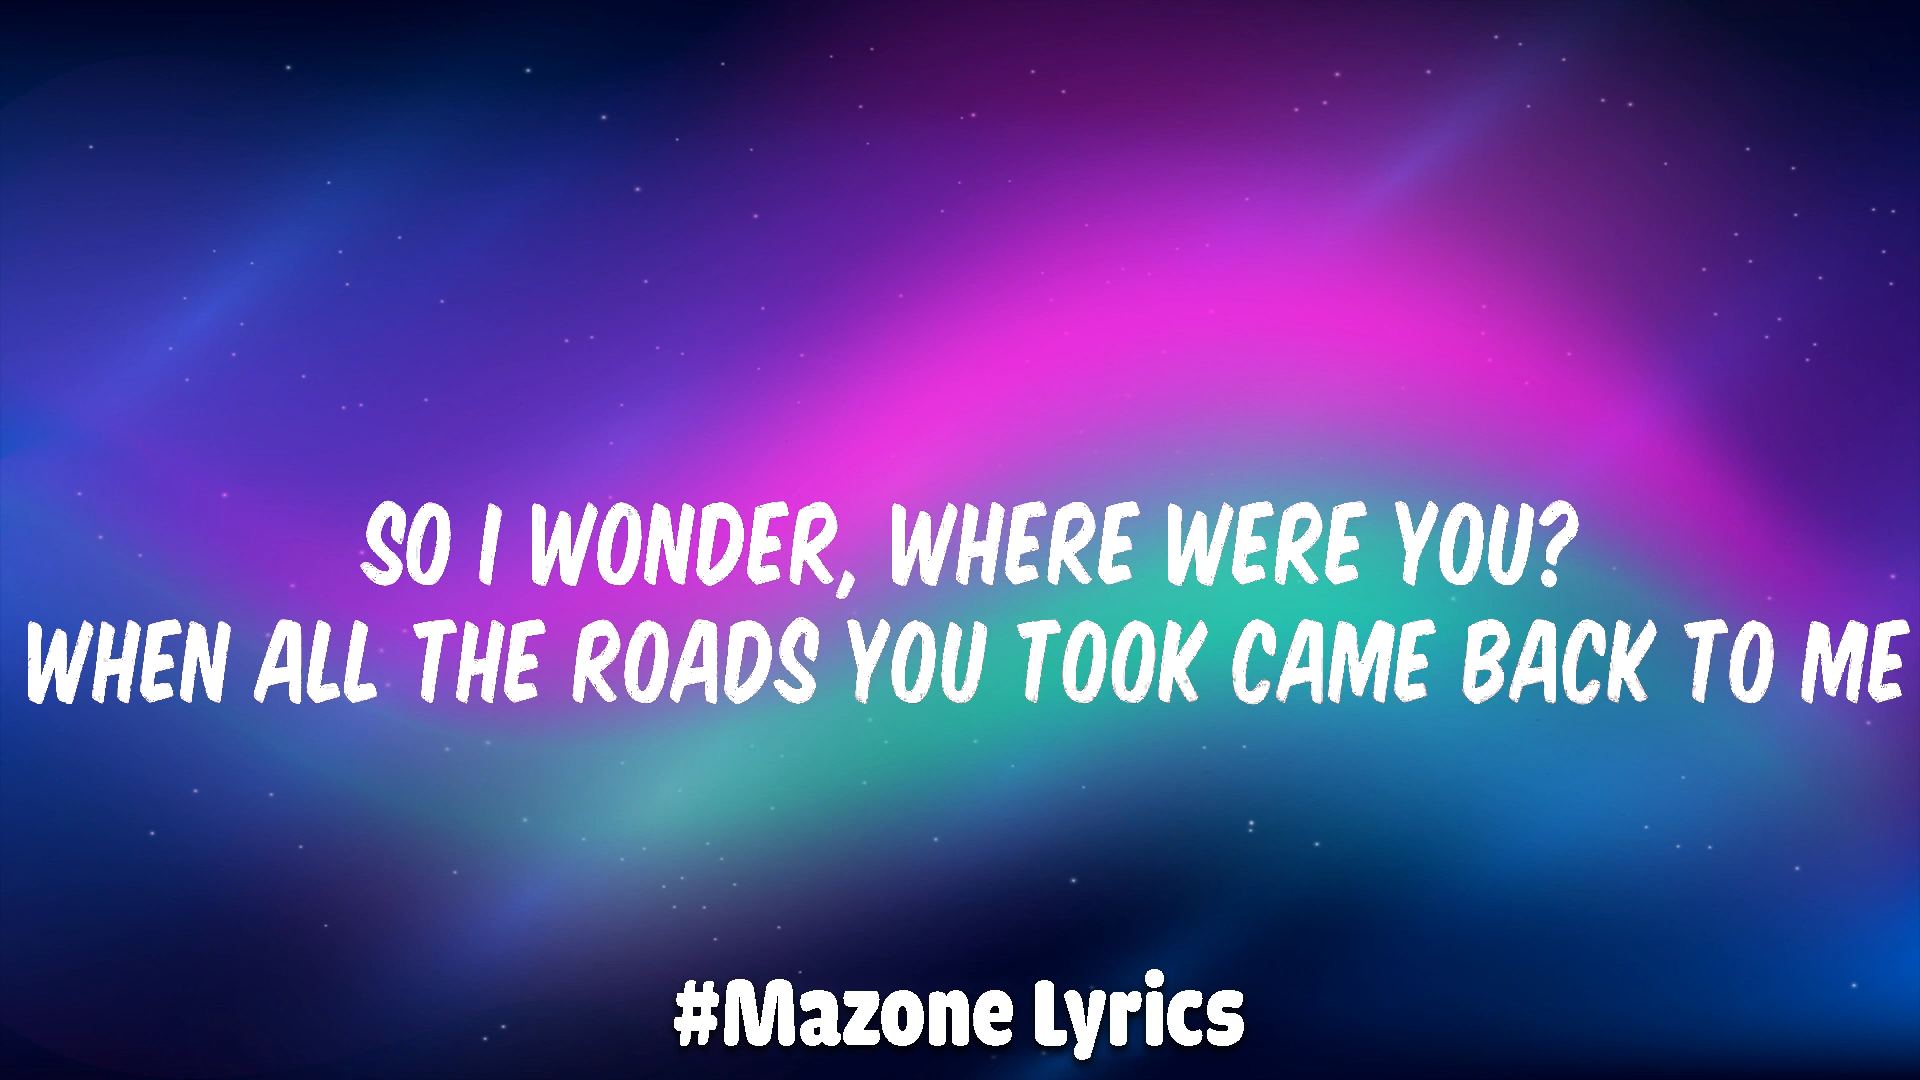 SO I WONDER, WHERE WERE YOU?
WHEN ALL THE ROADS YOU TOOK CAME BACK TO ME
#Mazone Lyrics